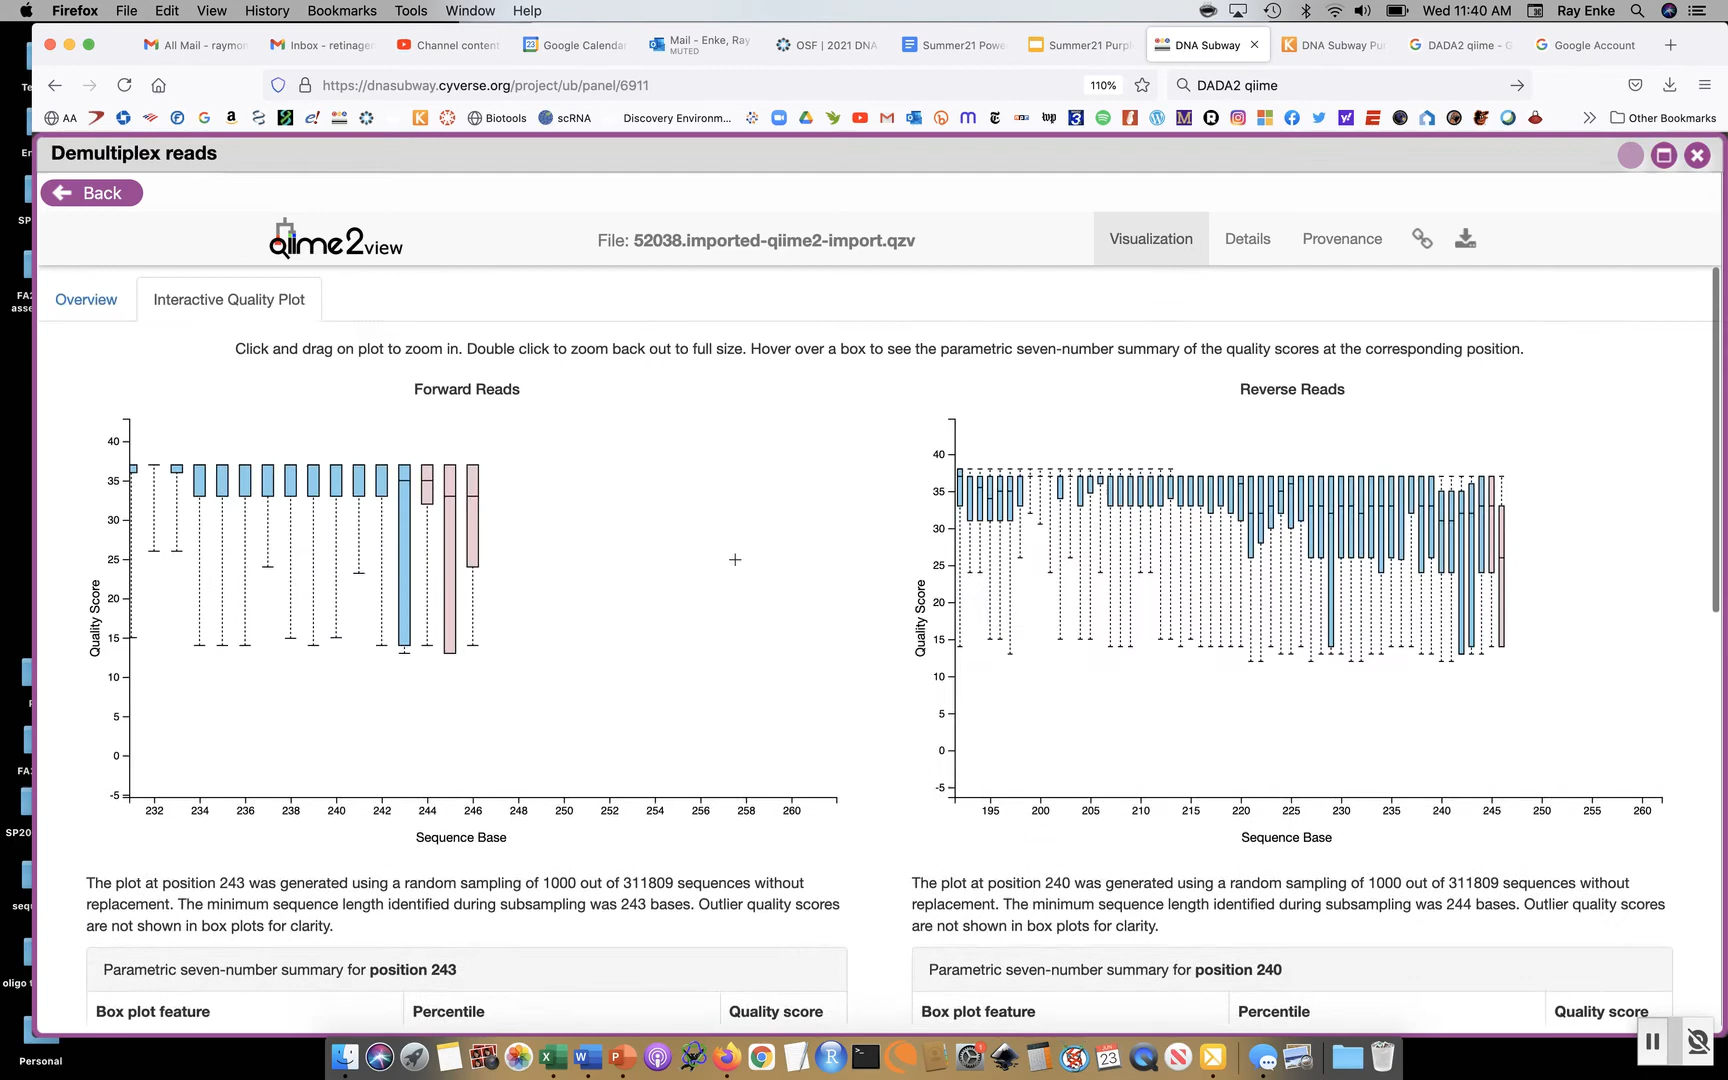 Firefox File Edit View History Bookmarks Tools Window Help Wed 11:40 AM Ray Enke
All Mail - raymon Inbox - retinagen Channel content Google Calenda Mail - Enke, Ray OSF | 2021 DNA Summer21 Powe Summer21 Purpl DNA Subway DNA Subway Pu DADA2 qiime - G Google Account
MUTED
https://dnasubway.cyverse.org/project/ub/panel/6911 110% DADA2 qiime
AA Biotools scRNA Discovery Environm... Other Bookmarks
Demultiplex reads
Back
qiime2view File: 52038.imported-qiime2-import.qzv Visualization Details Provenance
Overview Interactive Quality Plot
Click and drag on plot to zoom in. Double click to zoom back out to full size. Hover over a box to see the parametric seven-number summary of the quality scores at the corresponding position.
Forward Reads
40
35
30
25
20
15
10
5
0
-5
Quality Score
232 234 236 238 240 242 244 246 248 250 252 254 256 258 260
Sequence Base
The plot at position 243 was generated using a random sampling of 1000 out of 311809 sequences without
replacement. The minimum sequence length identified during subsampling was 243 bases. Outlier quality scores
are not shown in box plots for clarity.
Parametric seven-number summary for position 243
Box plot feature Percentile Quality score
Reverse Reads
40
35
30
25
20
15
10
5
0
-5
Quality Score
195 200 205 210 215 220 225 230 235 240 245 250 255 260
Sequence Base
The plot at position 240 was generated using a random sampling of 1000 out of 311809 sequences without
replacement. The minimum sequence length identified during subsampling was 244 bases. Outlier quality scores
are not shown in box plots for clarity.
Parametric seven-number summary for position 240
Box plot feature Percentile Quality score
Personal